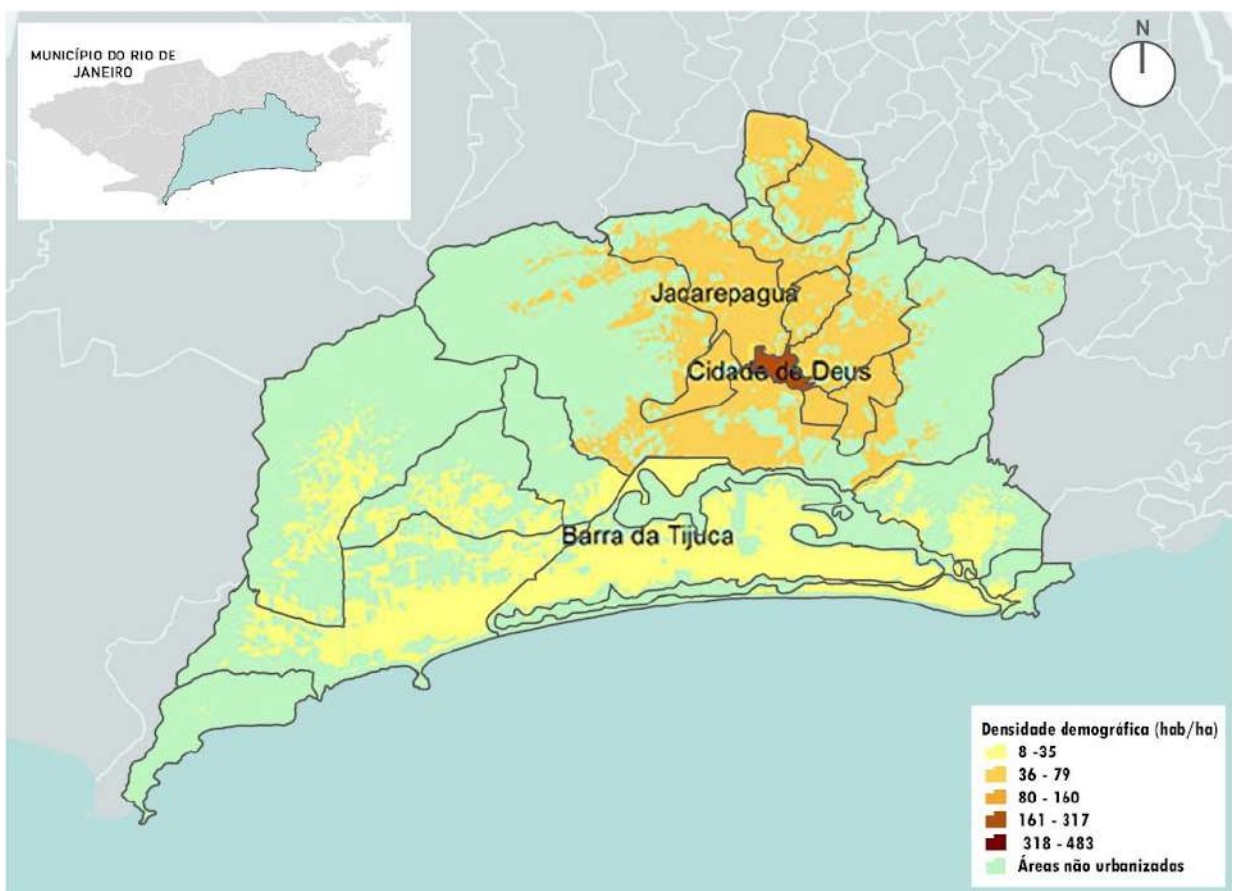 MUNICÍPIO DO RIO DE
JANEIRO
N
Jacarepaguá
Cidade de Deus
Barra da Tijuca
Densidade demográfica (hab/ha)
8 -35
36 - 79
80 - 160
161 - 317
318 - 483
Áreas não urbanizadas